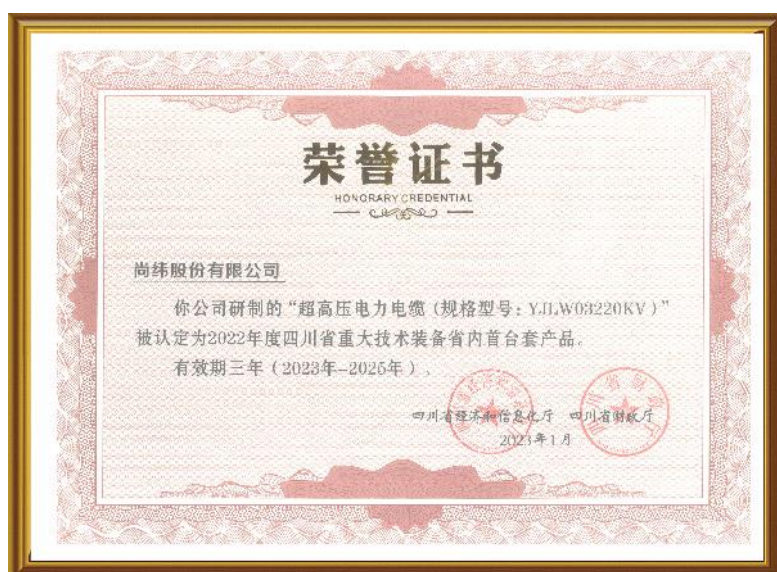 荣誉证书
HONORARY CREDENTIAL
尚纬股份有限公司
你公司研制的“超高压电力电缆(规格型号:YJLW03220KV)”
被认定为2022年度四川省重大技术装备省内首台套产品。
有效期三年(2023年-2025年)。
四川省经济和信息化厅 四川省财政厅
2023年1月